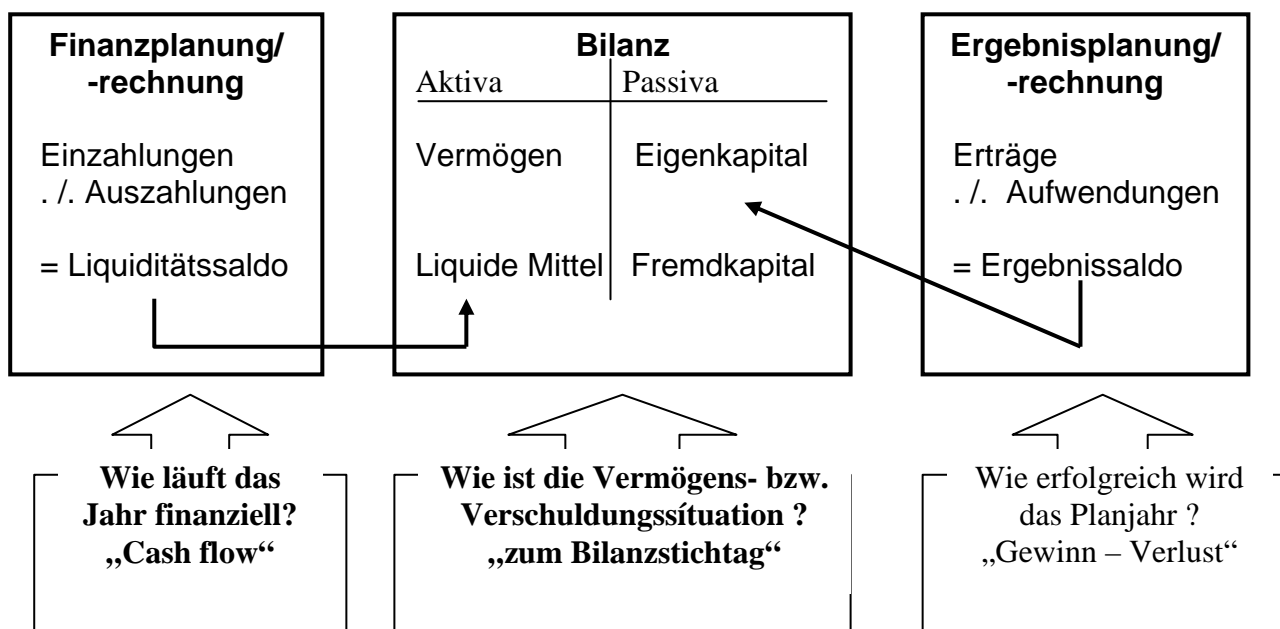 Finanzplanung/
-rechnung
Einzahlungen
. /. Auszahlungen
= Liquiditätssaldo
Bilanz
Aktiva Passiva
Vermögen Eigenkapital
Liquide Mittel Fremdkapital
Ergebnisplanung/
-rechnung
Erträge
. /. Aufwendungen
= Ergebnissaldo
Wie läuft das
Jahr finanziell?
„Cash flow“
Wie ist die Vermögens- bzw.
Verschuldungssítuation ?
„zum Bilanzstichtag“
Wie erfolgreich wird
das Planjahr ?
„Gewinn – Verlust“